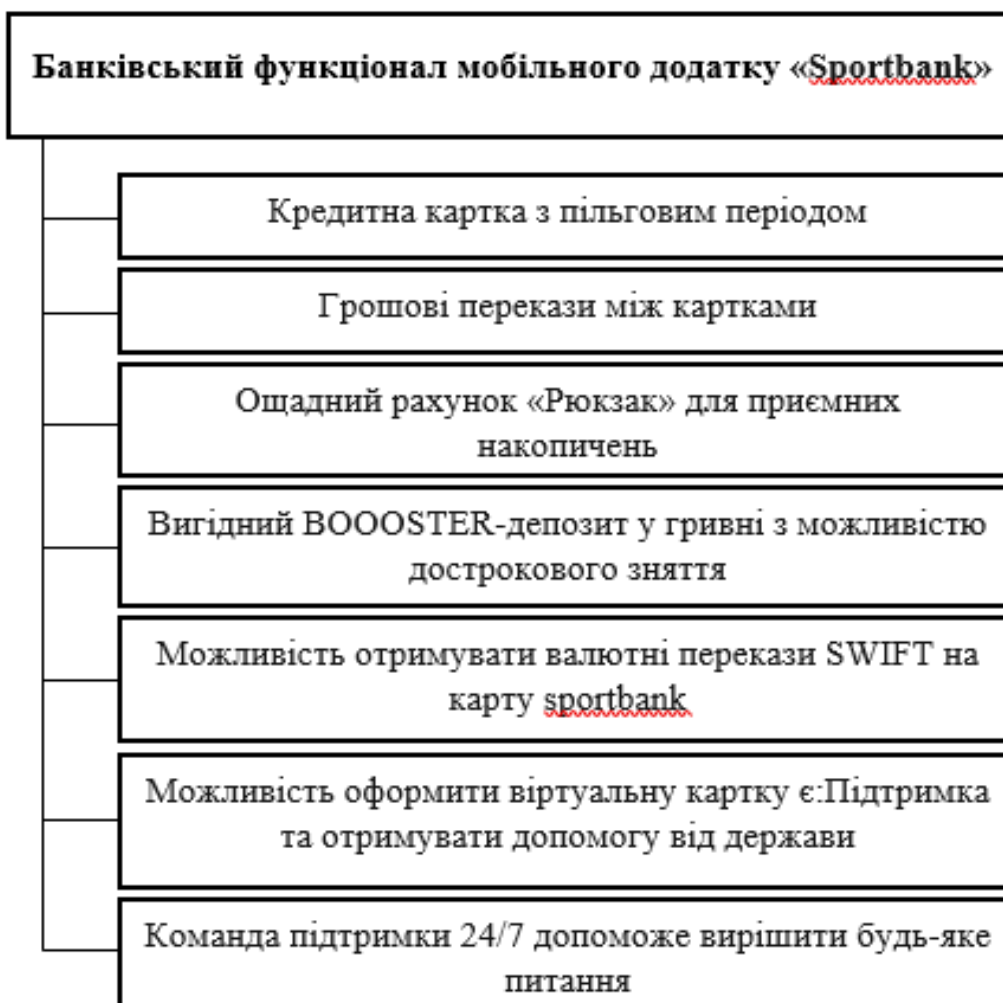 Банківський функціонал мобільного додатку «Sportbank»
Кредитна картка з пільговим періодом
Грошові перекази між картками
Ощадний рахунок «Рюкзак» для приємних
накопичень
Вигідний BOOOSTER-депозит у гривні з можливістю
дострокового зняття
Можливість отримувати валютні перекази SWIFT на
карту sportbank
Можливість оформити віртуальну картку є:Підтримка
та отримувати допомогу від держави
Команда підтримки 24/7 допоможе вирішити будь-яке
питання